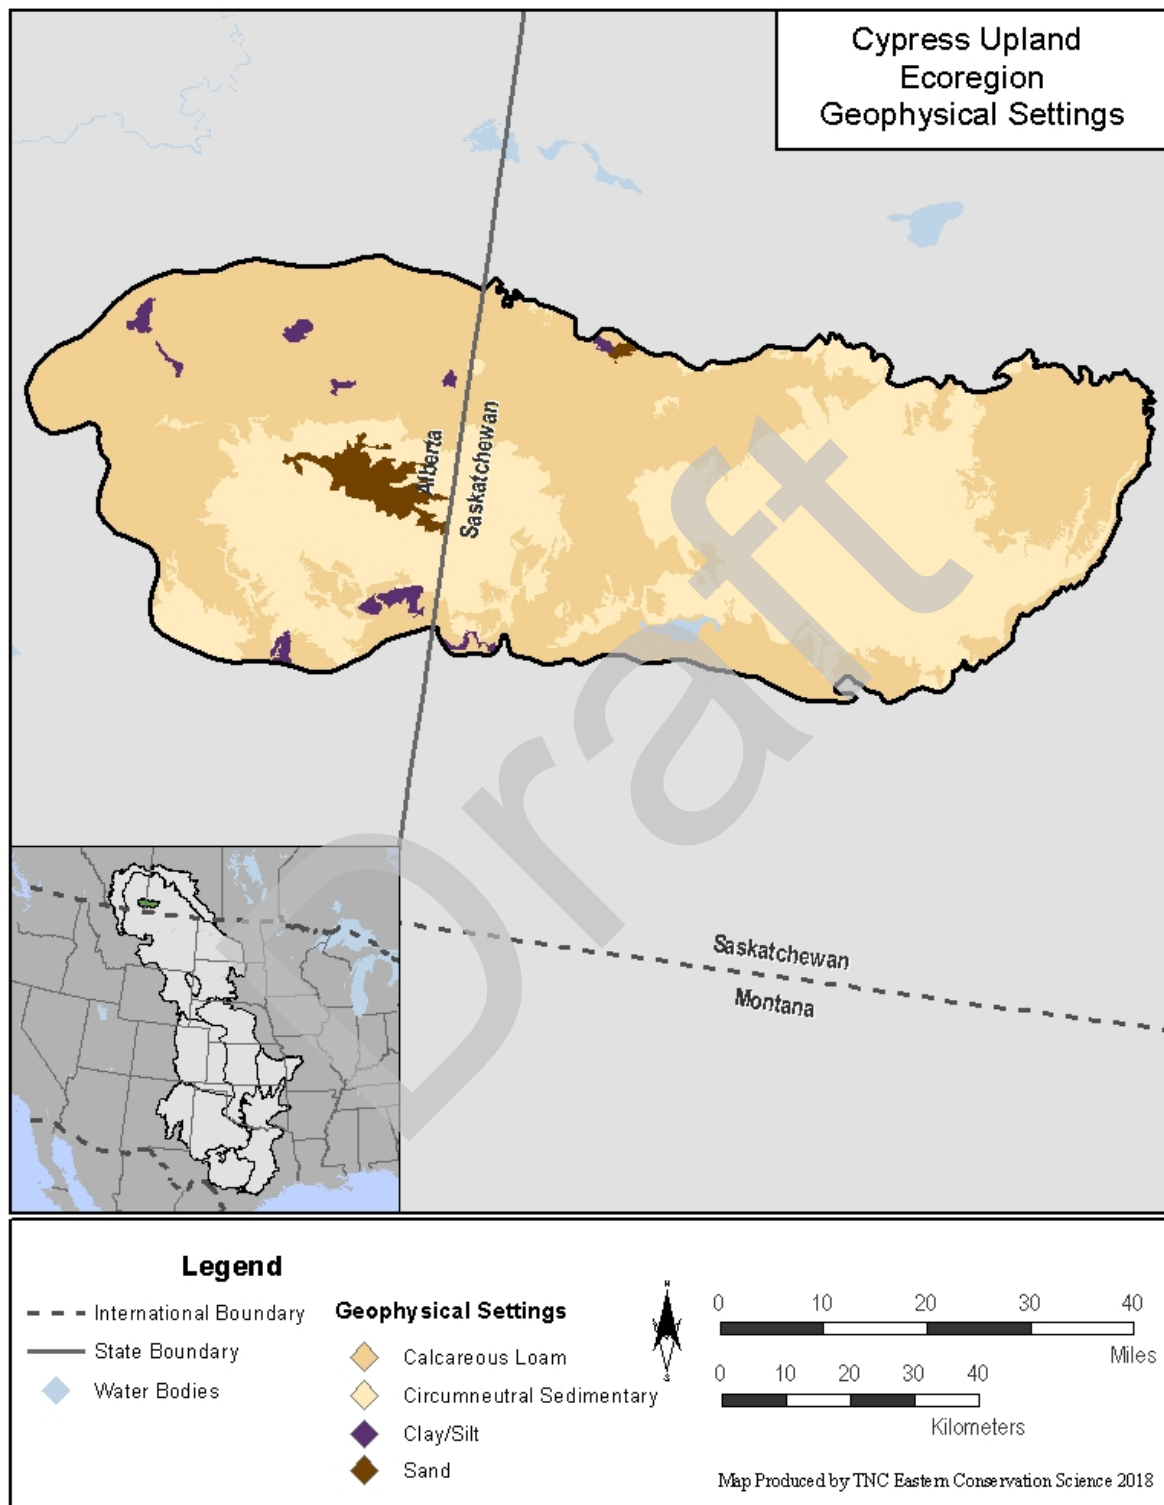 Cypress Upland
Ecoregion
Geophysical Settings
Alberta
Saskatchewan
Draft
Saskatchewan
Montana
Legend
International Boundary
State Boundary
Water Bodies
Geophysical Settings
Calcareous Loam
Circumneutral Sedimentary
Clay/Silt
Sand
N
S
0 10 20 30 40
Miles
0 10 20 30 40
Kilometers
Map Produced by TNC Eastern Conservation Science 2018